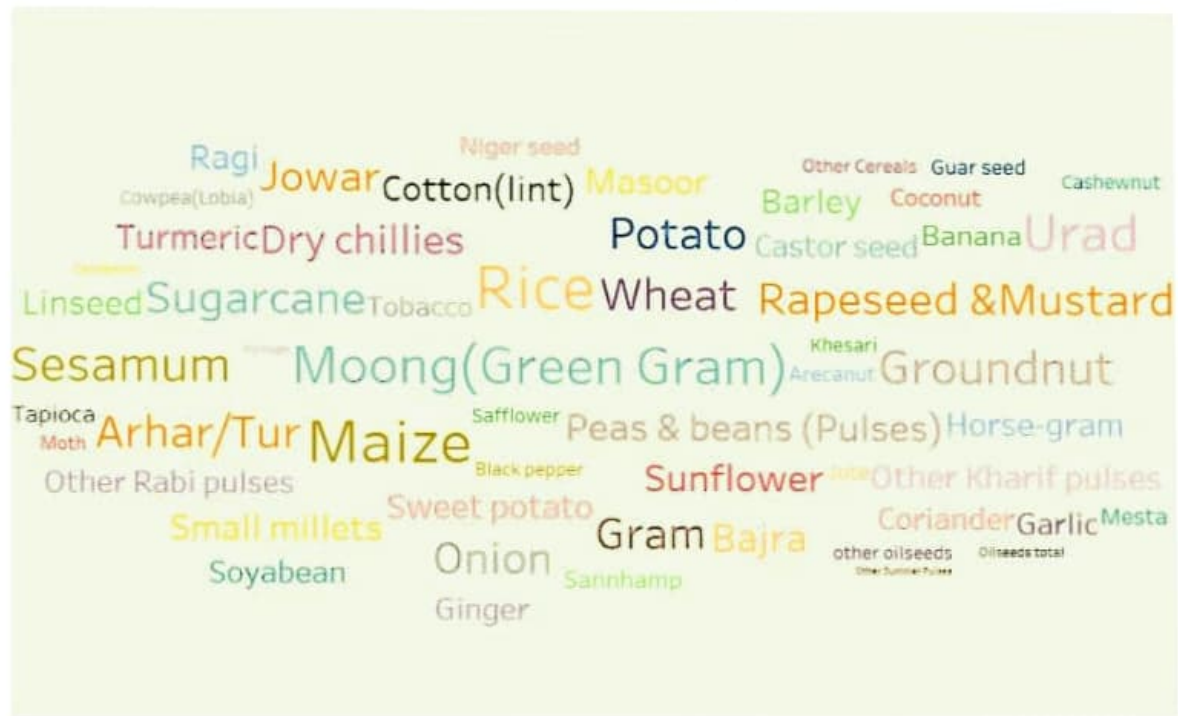 Niger seed
Ragi Jowar Cotton(lint) Masoor Other Cereals Guar seed
Cashewnut
Cowpea(Lobia) Barley Coconut
Turmeric Dry chillies Potato Castor seed Banana Urad
Linseed Sugarcane Tobacco Rice Wheat Rapeseed &Mustard
Khesari
Sesamum Moong(Green Gram) Arecanut Groundnut
Tapioca Safflower
Moth Arhar/Tur Maize Peas & beans (Pulses) Horse-gram
Black pepper
Other Rabi pulses Sunflower Other Kharif pulses
Sweet potato
Small millets Gram Bajra Coriander Garlic Mesta
other oilseeds Oilseeds total
Soyabean Onion Sannhamp Other Summer Pulses
Ginger